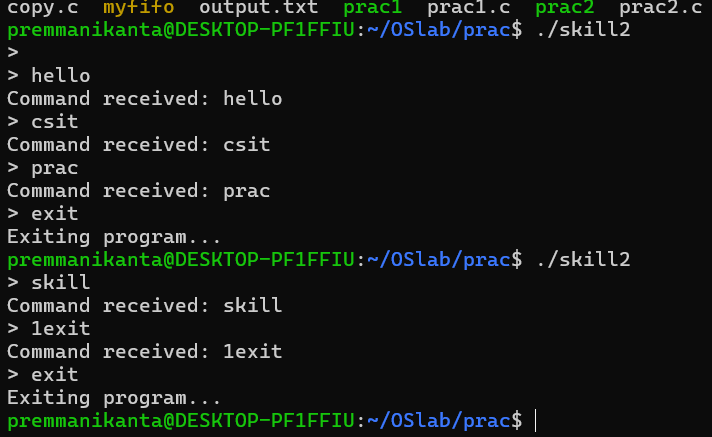 copy.c  myfifo  output.txt  prac1  prac1.c  prac2  prac2.c
premmanikanta@DESKTOP-PF1FFIU:~/OSlab/prac$ ./skill2
>
> hello
Command received: hello
> csit
Command received: csit
> prac
Command received: prac
> exit
Exiting program...
premmanikanta@DESKTOP-PF1FFIU:~/OSlab/prac$ ./skill2
> skill
Command received: skill
> 1exit
Command received: 1exit
> exit
Exiting program...
premmanikanta@DESKTOP-PF1FFIU:~/OSlab/prac$